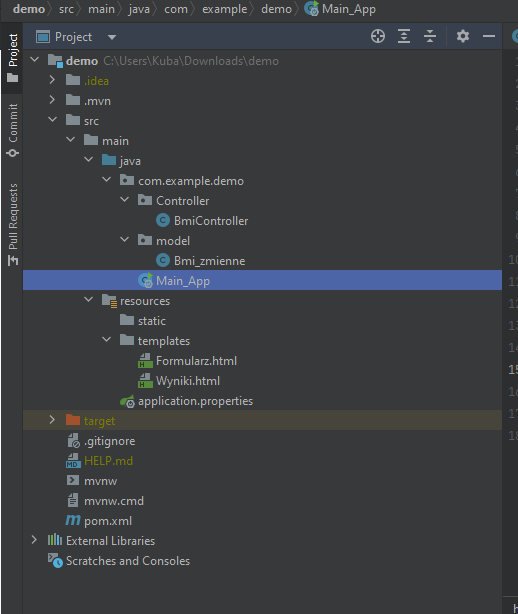 demo src main java com example demo Main_App
Project
Project
Commit
Pull Requests
demo C:\Users\Kuba\Downloads\demo
.idea
.mvn
src
main
java
com.example.demo
Controller
BmiController
model
Bmi_zmienne
Main_App
resources
static
templates
Formularz.html
Wyniki.html
application.properties
target
.gitignore
HELP.md
mvnw
mvnw.cmd
pom.xml
External Libraries
Scratches and Consoles